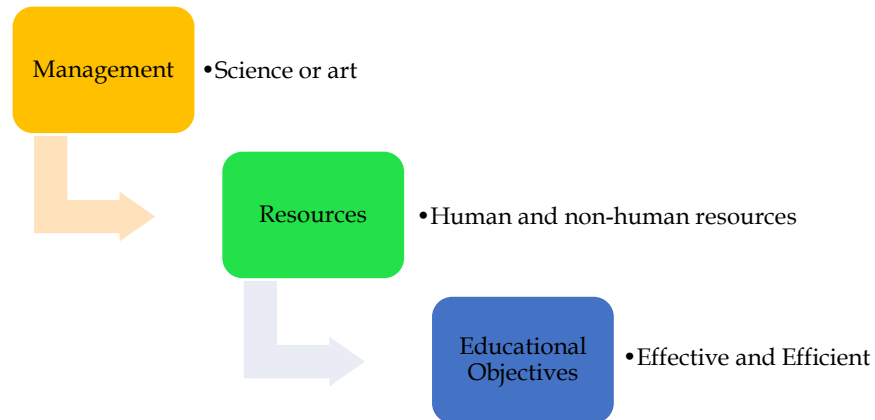 Management
•Science or art
Resources
•Human and non-human resources
Educational
Objectives
•Effective and Efficient